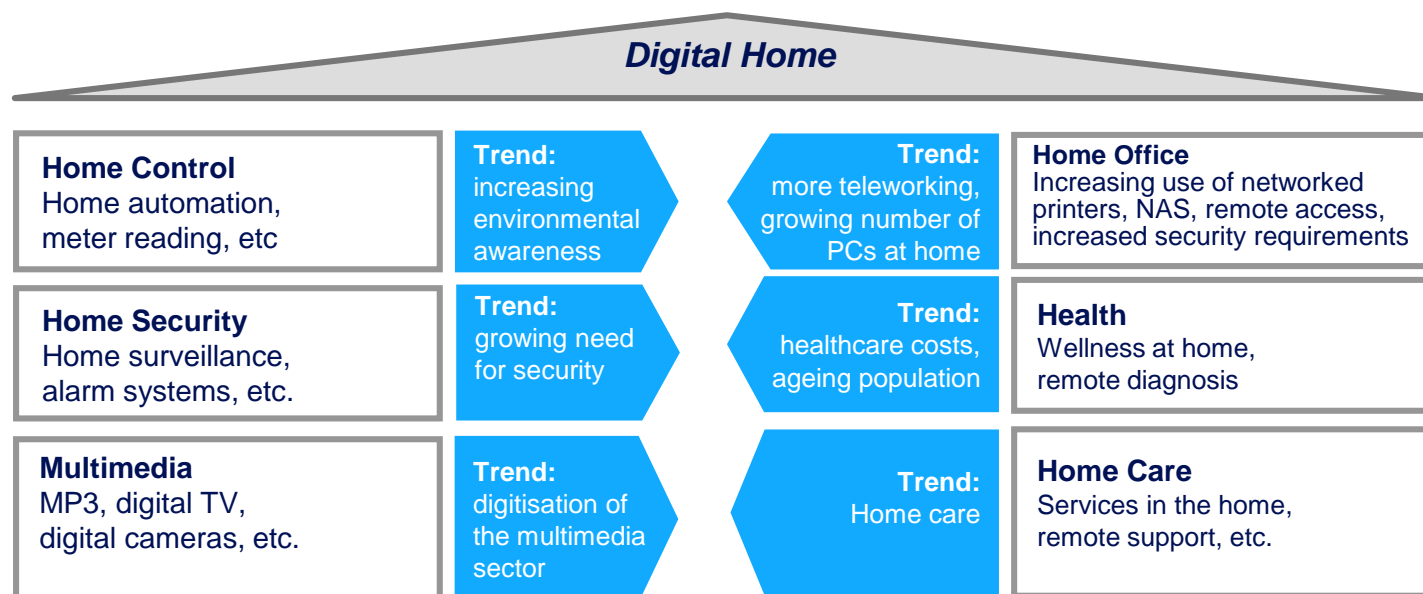 Digital Home
Home Control
Home automation,
meter reading, etc
Trend:
increasing
environmental
awareness
Trend:
more teleworking,
growing number of
PCs at home
Home Office
Increasing use of networked
printers, NAS, remote access,
increased security requirements
Home Security
Home surveillance,
alarm systems, etc.
Trend:
growing need
for security
Trend:
healthcare costs,
ageing population
Health
Wellness at home,
remote diagnosis
Multimedia
MP3, digital TV,
digital cameras, etc.
Trend:
digitisation of
the multimedia
sector
Trend:
Home care
Home Care
Services in the home,
remote support, etc.